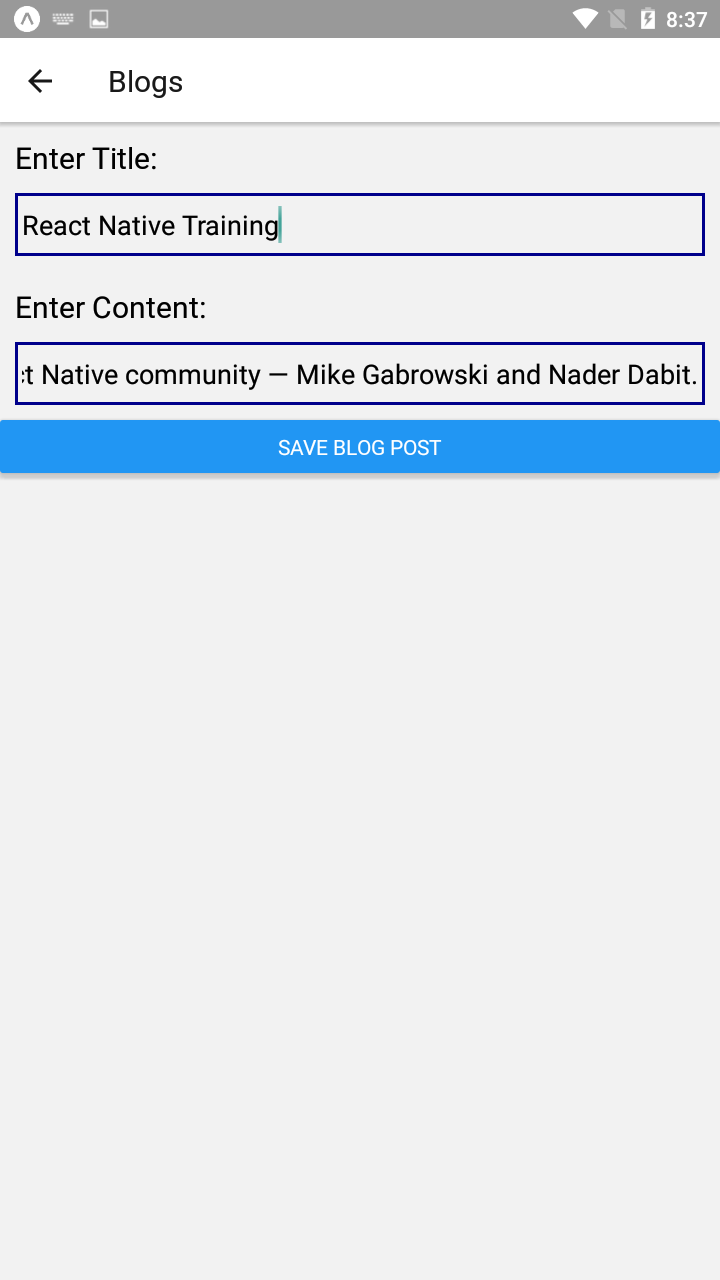 8:37
Blogs
Enter Title:
React Native Training
Enter Content:
t Native community — Mike Gabrowski and Nader Dabit.
SAVE BLOG POST